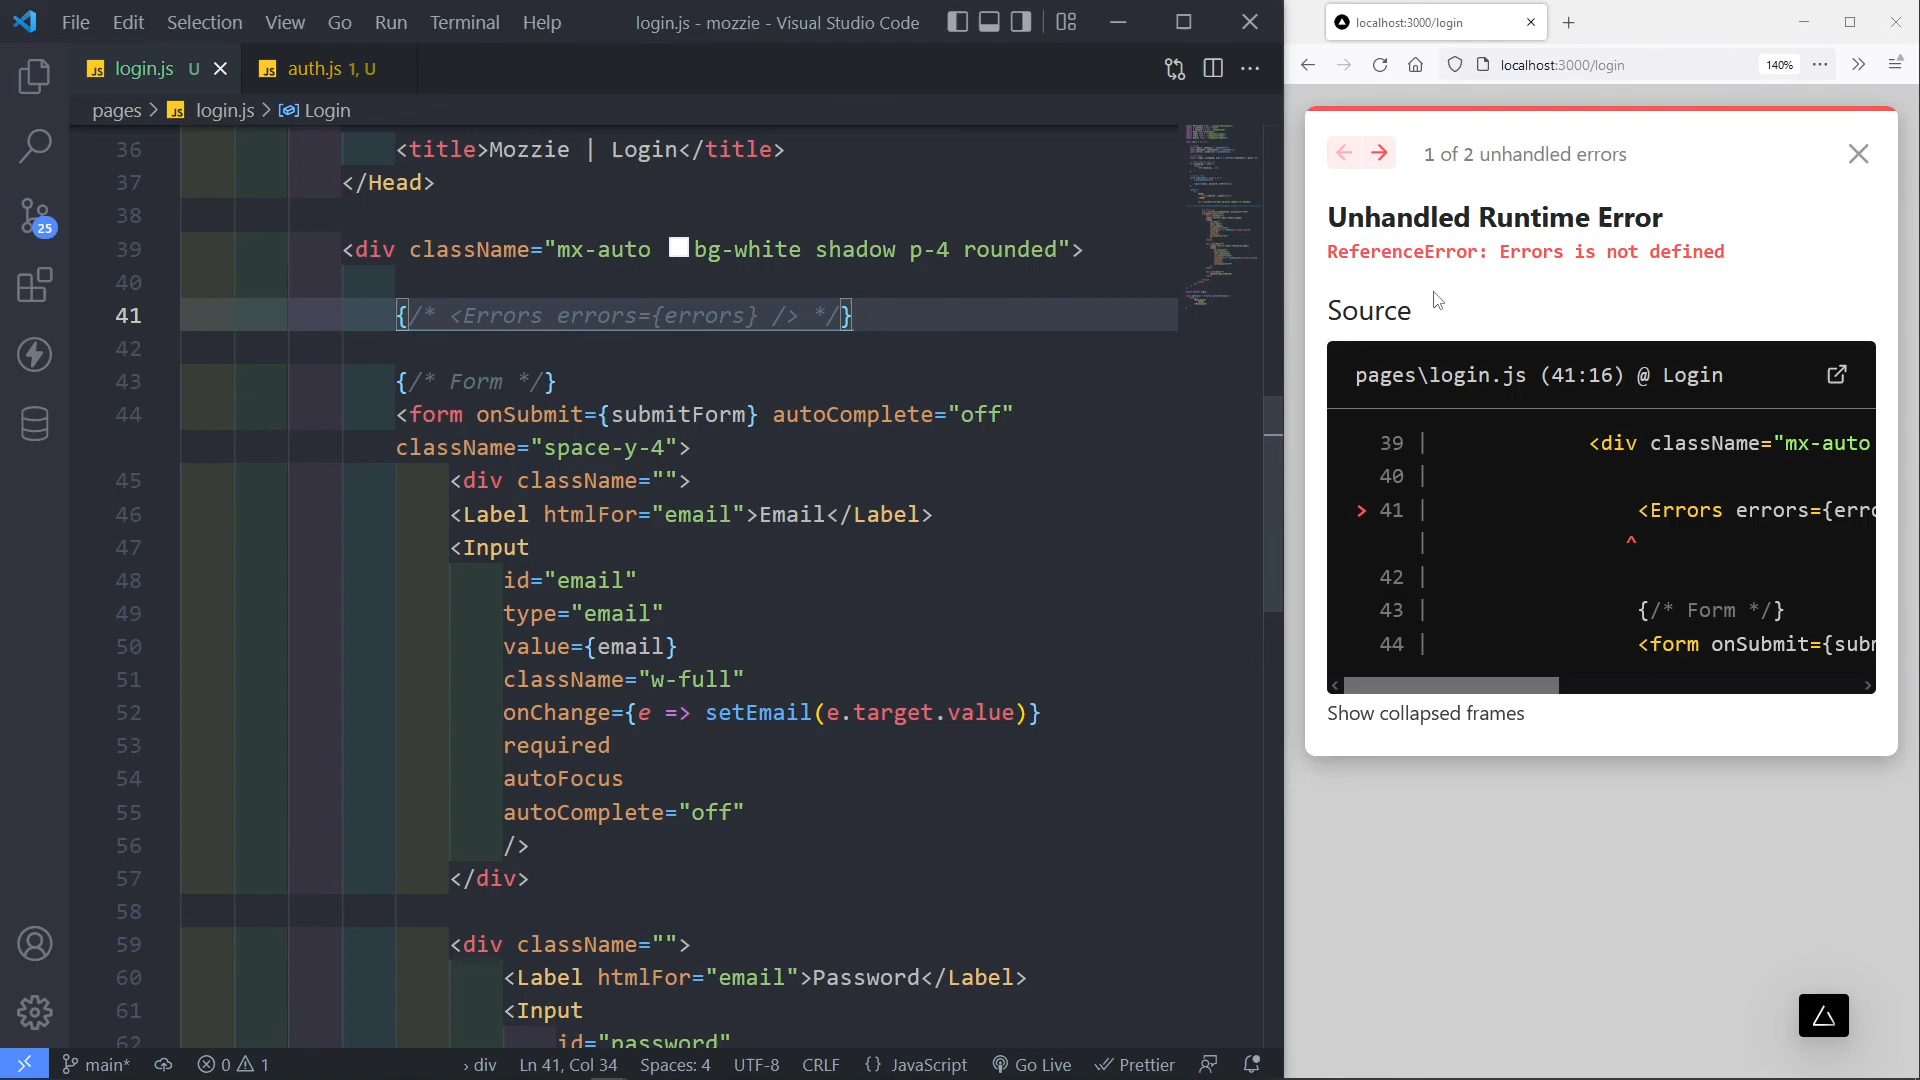 File Edit Selection View Go Run Terminal Help login.js - mozzie - Visual Studio Code
JS login.js U JS auth.js 1, U
pages > JS login.js > Login
36 <title>Mozzie | Login</title>
37 </Head>
38
39 <div className="mx-auto bg-white shadow p-4 rounded">
40
41 {/* <Errors errors={errors} /> */}
42
43 {/* Form */}
44 <form onSubmit={submitForm} autoComplete="off"
className="space-y-4">
45 <div className="">
46 <Label htmlFor="email">Email</Label>
47 <Input
48 id="email"
49 type="email"
50 value={email}
51 className="w-full"
52 onChange={e => setEmail(e.target.value)}
53 required
54 autoFocus
55 autoComplete="off"
56 />
57 </div>
58
59 <div className="">
60 <Label htmlFor="email">Password</Label>
61 <Input
62 id="password"
25
main* 0 1 › div Ln 41, Col 34 Spaces: 4 UTF-8 CRLF {} JavaScript Go Live Prettier
localhost:3000/login
localhost:3000/login 140%
1 of 2 unhandled errors
Unhandled Runtime Error
ReferenceError: Errors is not defined
Source
pages\login.js (41:16) @ Login
39 | <div className="mx-auto
40 |
> 41 | <Errors errors={erro
| ^
42 |
43 | {/* Form */}
44 | <form onSubmit={subm
Show collapsed frames